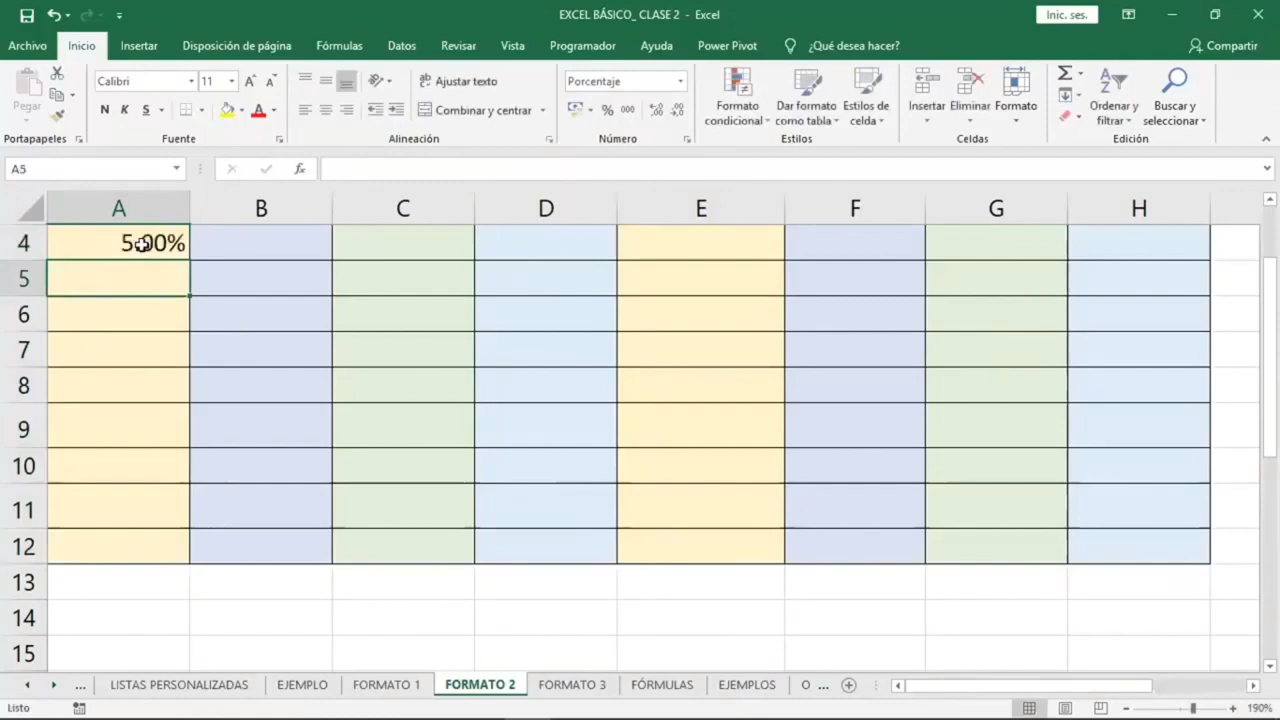 EXCEL BÁSICO_ CLASE 2 - Excel
Inic. ses.
Archivo Inicio Insertar Disposición de página Fórmulas Datos Revisar Vista Programador Ayuda Power Pivot ¿Qué desea hacer? Compartir
Pegar
Calibri 11
Ajustar texto
Porcentaje
Formato condicional
Dar formato como tabla
Estilos de celda
Insertar Eliminar Formato
Ordenar y filtrar
Buscar y seleccionar
N K S
Combinar y centrar
% 000
Portapapeles Fuente Alineación Número Estilos Celdas Edición
A5
fx
A B C D E F G H
4 5.00%
5
6
7
8
9
10
11
12
13
14
15
... LISTAS PERSONALIZADAS EJEMPLO FORMATO 1 FORMATO 2 FORMATO 3 FÓRMULAS EJEMPLOS O ...
Listo 190%